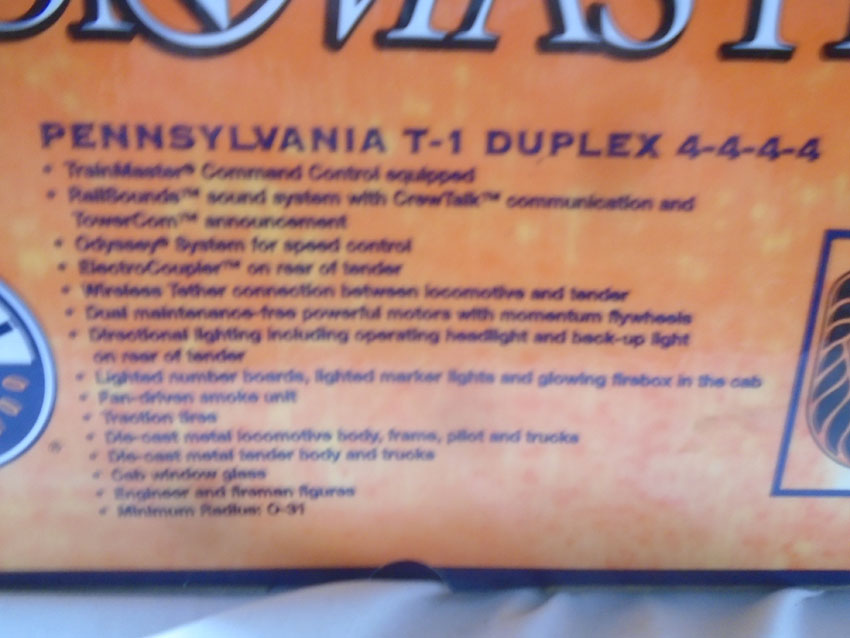 PENNSYLVANIA T-1 DUPLEX 4-4-4-4
• TrainMaster® Command Control equipped
• RailSounds™ sound system with CrewTalk™ communication and
TowerCom™ announcement
• Odyssey® System for speed control
• ElectroCoupler™ on rear of tender
• Wireless Tether connection between locomotive and tender
• Dual maintenance-free powerful motors with momentum flywheels
• Directional lighting including operating headlight and back-up light
on rear of tender
• Lighted number boards, lighted marker lights and glowing firebox in the cab
• Fan-driven smoke unit
• Traction tires
• Die-cast metal locomotive body, frame, pilot and trucks
• Die-cast metal tender body and trucks
• Cab window glass
• Engineer and fireman figures
• Minimum Radius: O-31